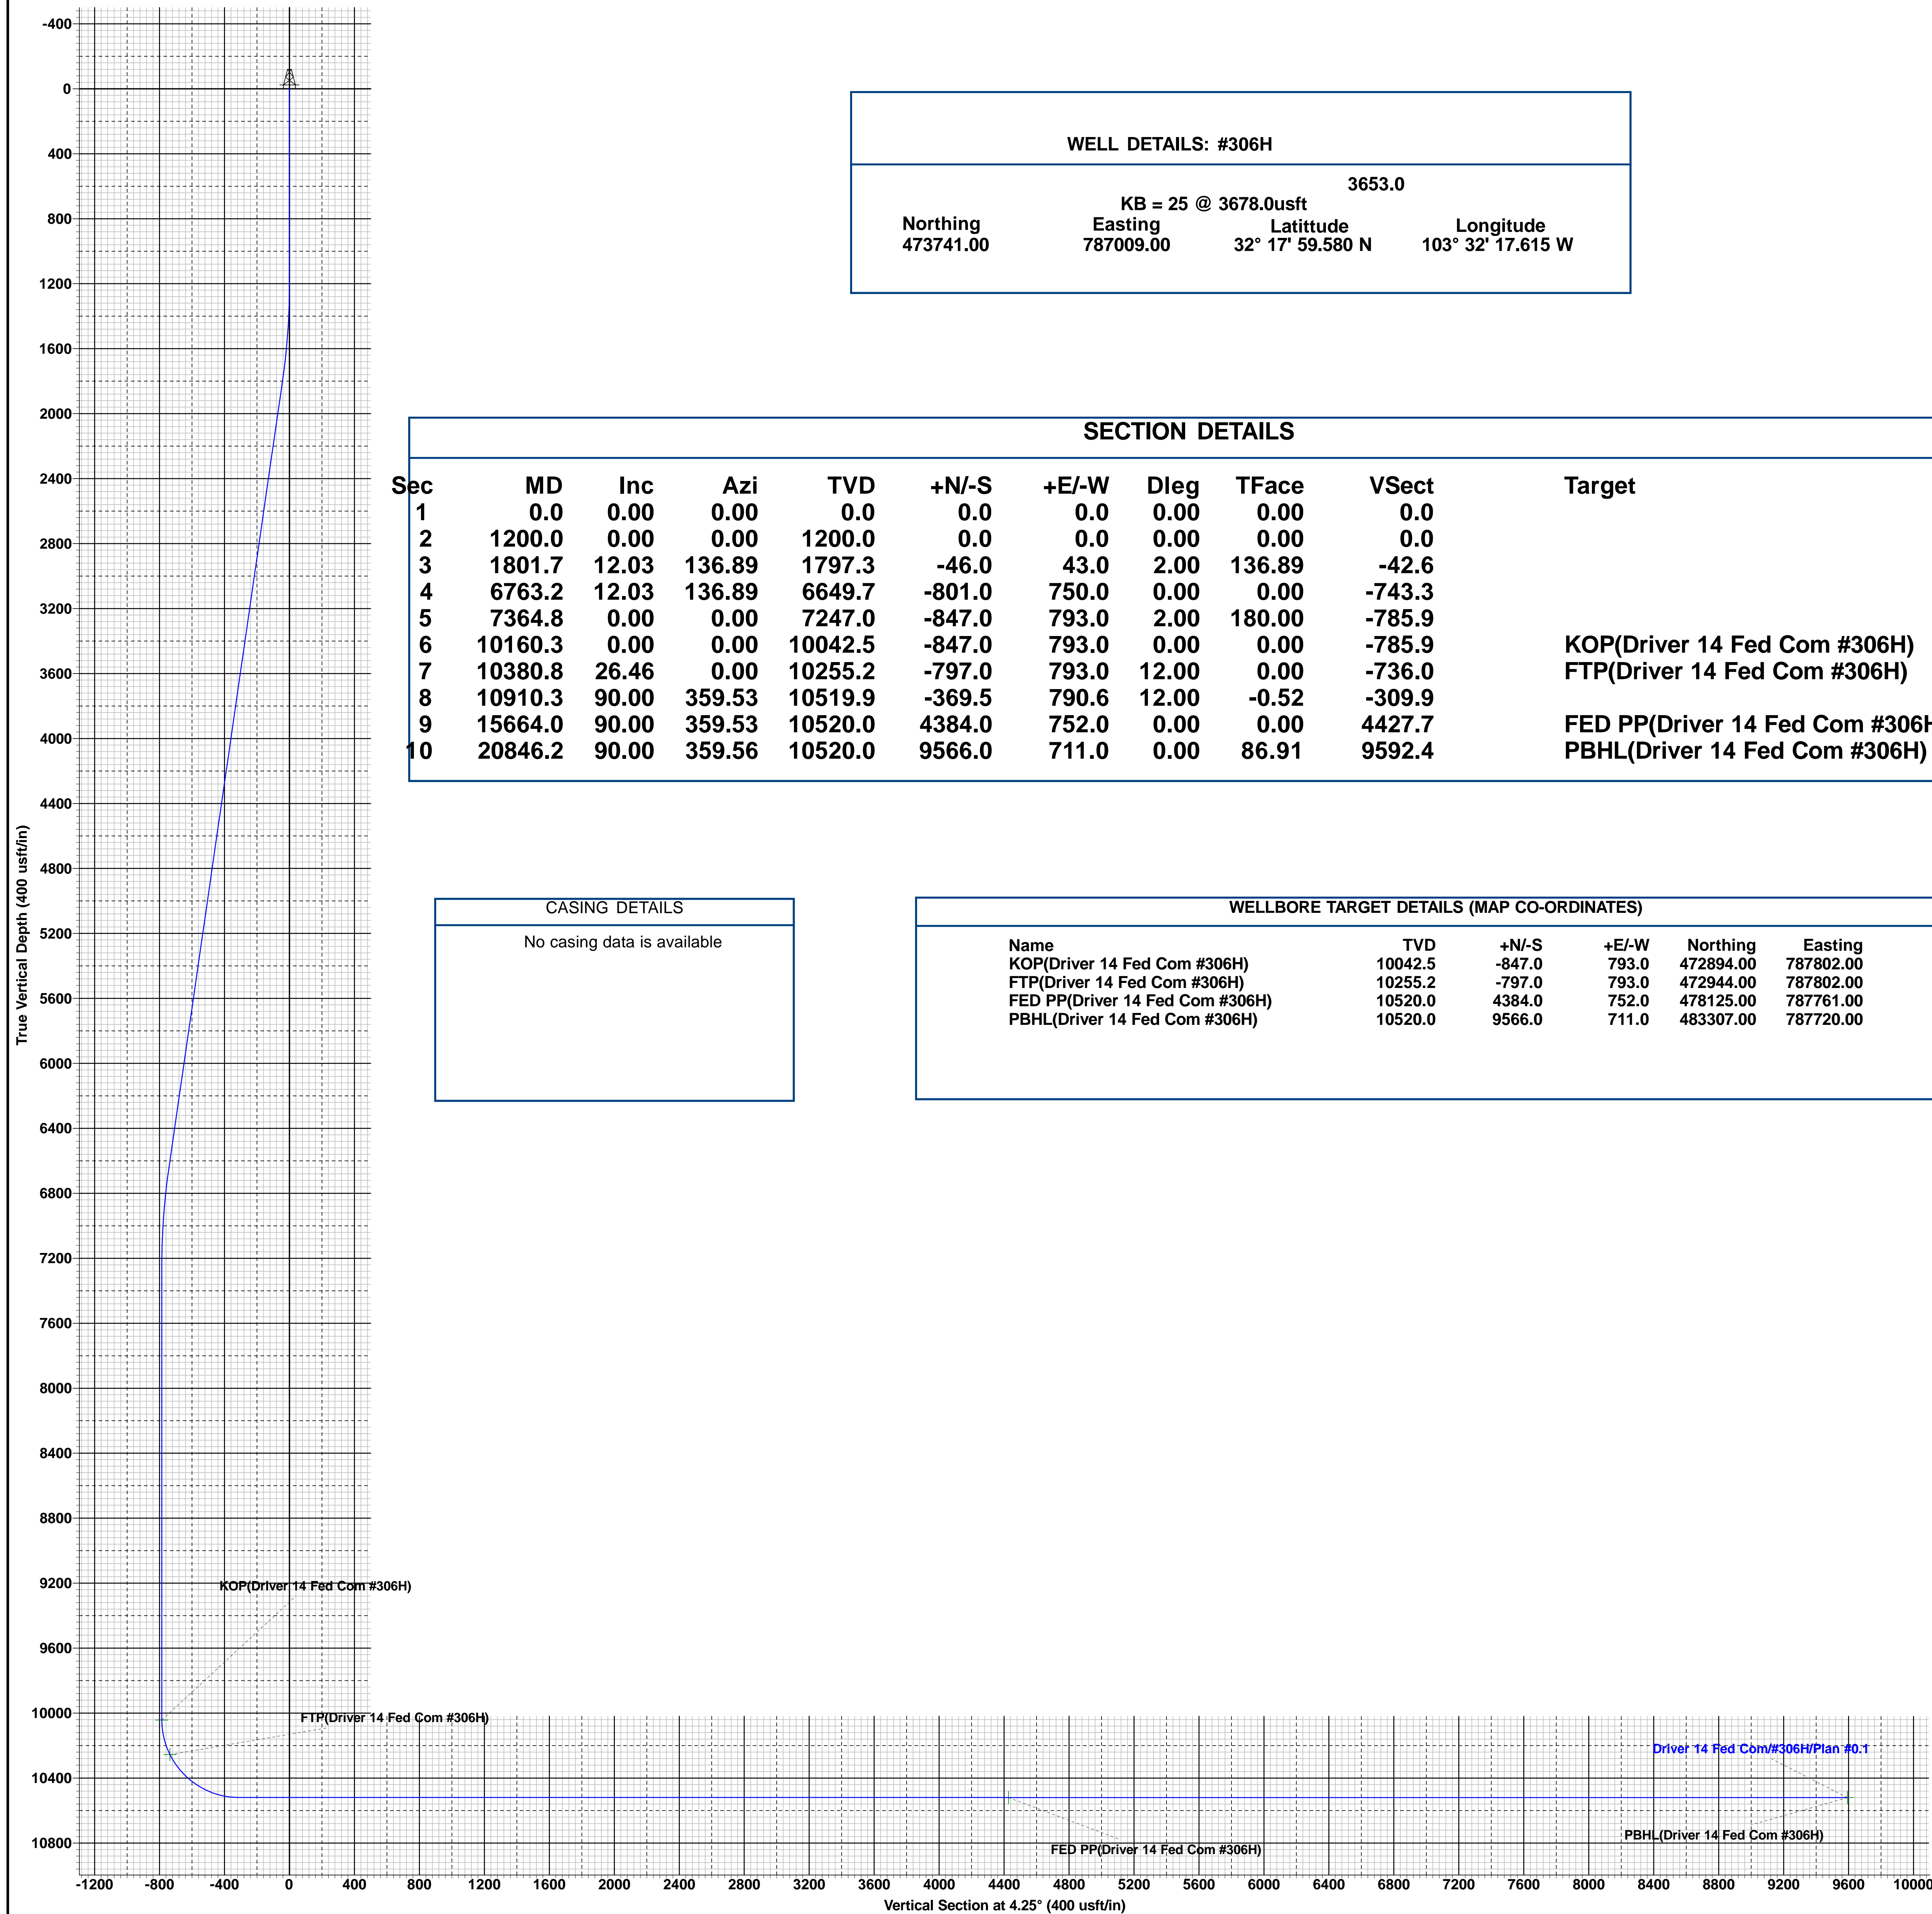 WELL DETAILS: #306H
3653.0
KB = 25 @ 3678.0usft
Northing Easting Latittude Longitude
473741.00 787009.00 32° 17' 59.580 N 103° 32' 17.615 W
SECTION DETAILS
Sec MD Inc Azi TVD +N/-S +E/-W Dleg TFace VSect Target
1 0.0 0.00 0.00 0.0 0.0 0.0 0.00 0.00 0.0
2 1200.0 0.00 0.00 1200.0 0.0 0.0 0.00 0.00 0.0
3 1801.7 12.03 136.89 1797.3 -46.0 43.0 2.00 136.89 -42.6
4 6763.2 12.03 136.89 6649.7 -801.0 750.0 0.00 0.00 -743.3
5 7364.8 0.00 0.00 7247.0 -847.0 793.0 2.00 180.00 -785.9
6 10160.3 0.00 0.00 10042.5 -847.0 793.0 0.00 0.00 -785.9 KOP(Driver 14 Fed Com #306H)
7 10380.8 26.46 0.00 10255.2 -797.0 793.0 12.00 0.00 -736.0 FTP(Driver 14 Fed Com #306H)
8 10910.3 90.00 359.53 10519.9 -369.5 790.6 12.00 -0.52 -309.9
9 15664.0 90.00 359.53 10520.0 4384.0 752.0 0.00 0.00 4427.7 FED PP(Driver 14 Fed Com #306H
10 20846.2 90.00 359.56 10520.0 9566.0 711.0 0.00 86.91 9592.4 PBHL(Driver 14 Fed Com #306H)
CASING DETAILS
No casing data is available
WELLBORE TARGET DETAILS (MAP CO-ORDINATES)
Name TVD +N/-S +E/-W Northing Easting
KOP(Driver 14 Fed Com #306H) 10042.5 -847.0 793.0 472894.00 787802.00
FTP(Driver 14 Fed Com #306H) 10255.2 -797.0 793.0 472944.00 787802.00
FED PP(Driver 14 Fed Com #306H) 10520.0 4384.0 752.0 478125.00 787761.00
PBHL(Driver 14 Fed Com #306H) 10520.0 9566.0 711.0 483307.00 787720.00
True Vertical Depth (400 usft/in)
-400
0
400
800
1200
1600
2000
2400
2800
3200
3600
4000
4400
4800
5200
5600
6000
6400
6800
7200
7600
8000
8400
8800
9200
9600
10000
10400
10800
KOP(Driver 14 Fed Com #306H)
FTP(Driver 14 Fed Com #306H)
Driver 14 Fed Com/#306H/Plan #0.1
FED PP(Driver 14 Fed Com #306H)
PBHL(Driver 14 Fed Com #306H)
-1200 -800 -400 0 400 800 1200 1600 2000 2400 2800 3200 3600 4000 4400 4800 5200 5600 6000 6400 6800 7200 7600 8000 8400 8800 9200 9600 10000
Vertical Section at 4.25° (400 usft/in)